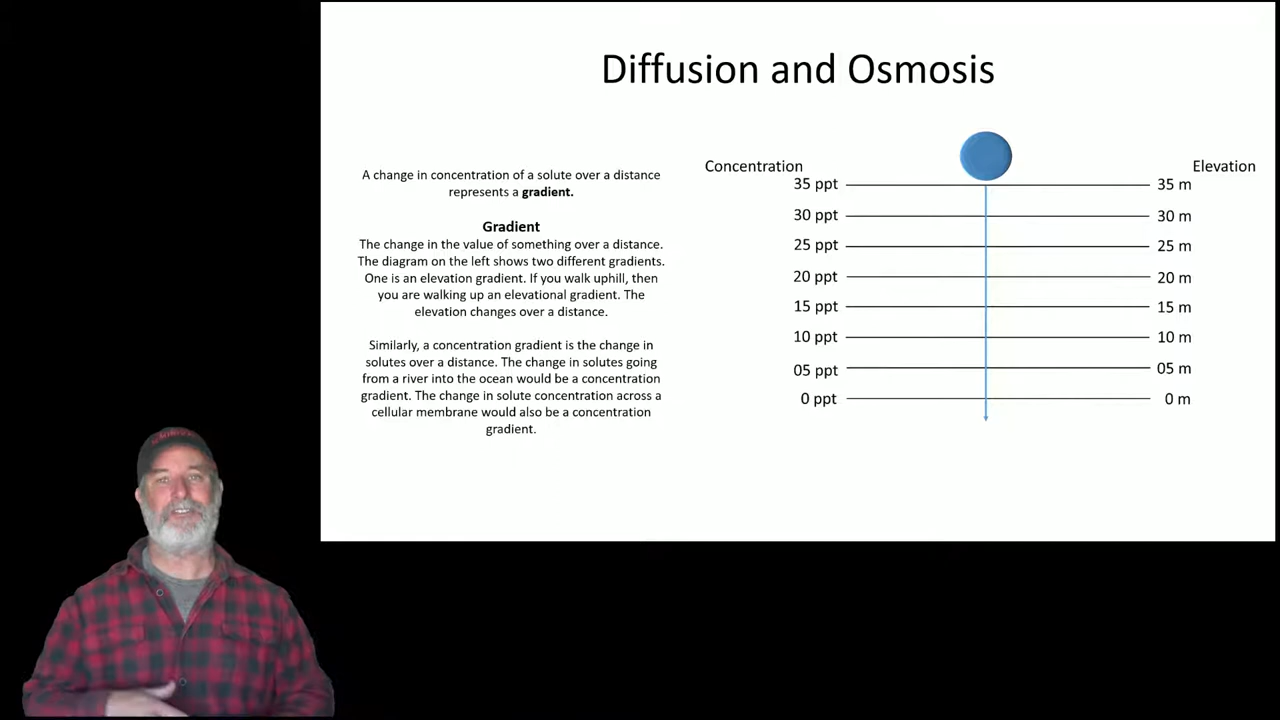 Diffusion and Osmosis
A change in concentration of a solute over a distance
represents a gradient.
Gradient
The change in the value of something over a distance.
The diagram on the left shows two different gradients.
One is an elevation gradient. If you walk uphill, then
you are walking up an elevational gradient. The
elevation changes over a distance.
Similarly, a concentration gradient is the change in
solutes over a distance. The change in solutes going
from a river into the ocean would be a concentration
gradient. The change in solute concentration across a
cellular membrane would also be a concentration
gradient.
Concentration Elevation
35 ppt 35 m
30 ppt 30 m
25 ppt 25 m
20 ppt 20 m
15 ppt 15 m
10 ppt 10 m
05 ppt 05 m
0 ppt 0 m